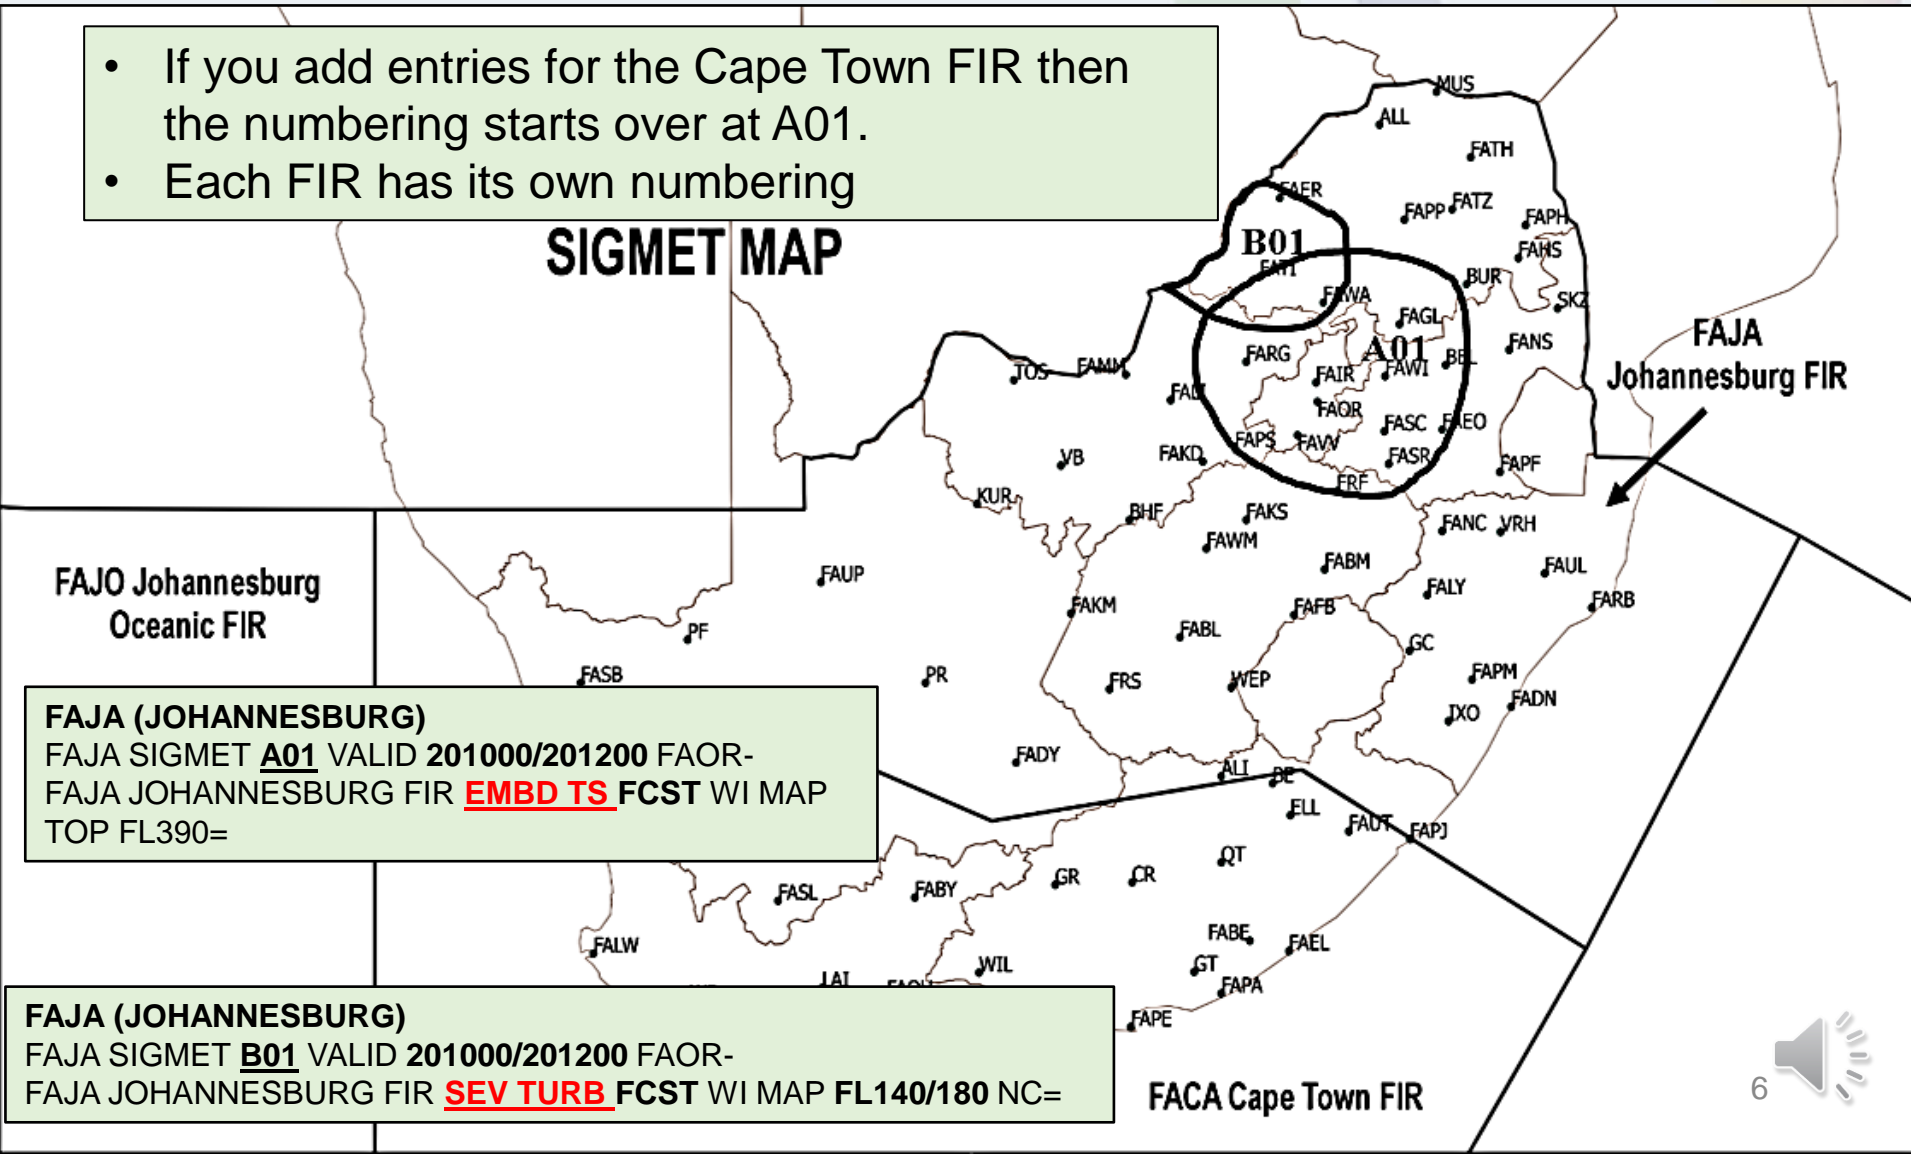 • If you add entries for the Cape Town FIR then
the numbering starts over at A01.
• Each FIR has its own numbering
SIGMET MAP
MUS
ALL
FATH
FAER
FAPP
FATZ
FAPH
B01
FAHS
FATI
BUR
FAWA
SKZ
FAGL
FAJA
Johannesburg FIR
A01
FANS
FARG
BEL
TOS
FAMM
FAIR
FAWI
FALI
FAOR
FASC
FAEO
FAPS
FAVV
VB
FAKD
FASR
FAPF
FRF
KUR
BHF
FAKS
FANC
VRH
FAWM
FABM
FAUL
FAJO Johannesburg
Oceanic FIR
FAUP
FALY
FARB
FAKM
FAFB
PF
FABL
GC
FASB
PR
FRS
WEP
FAPM
FADN
IXO
FAJA (JOHANNESBURG)
FAJA SIGMET A01 VALID 201000/201200 FAOR-
FAJA JOHANNESBURG FIR EMBD TS FCST WI MAP
TOP FL390=
FADY
ALI
BE
ELL
FAUT
FAPJ
QT
GR
CR
FASL
FABY
FABE
FAEL
FALW
WIL
GT
LAI
FAPA
FAPE
FAJA (JOHANNESBURG)
FAJA SIGMET B01 VALID 201000/201200 FAOR-
FAJA JOHANNESBURG FIR SEV TURB FCST WI MAP FL140/180 NC=
FACA Cape Town FIR
6